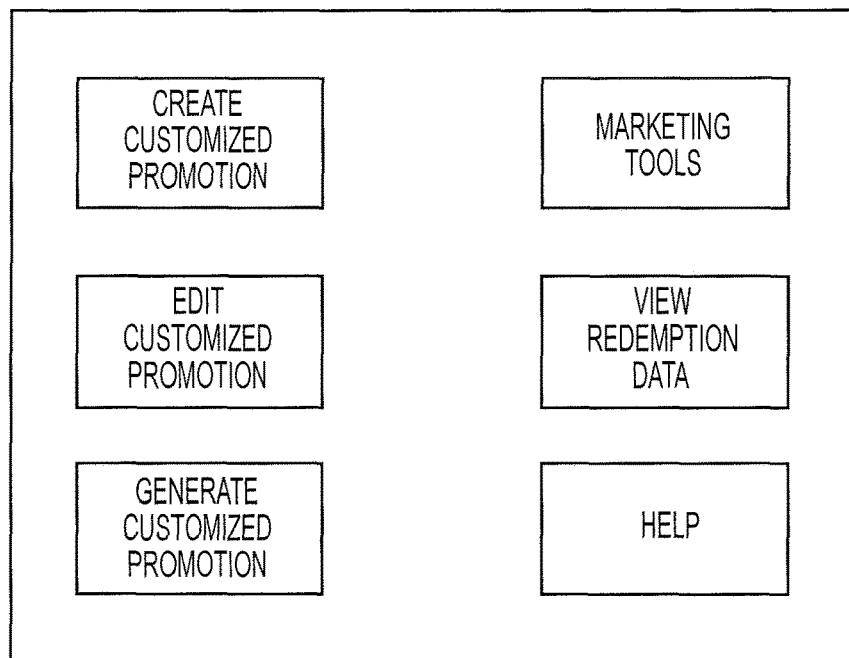 CREATE
CUSTOMIZED
PROMOTION
MARKETING
TOOLS
EDIT
CUSTOMIZED
PROMOTION
VIEW
REDEMPTION
DATA
GENERATE
CUSTOMIZED
PROMOTION
HELP